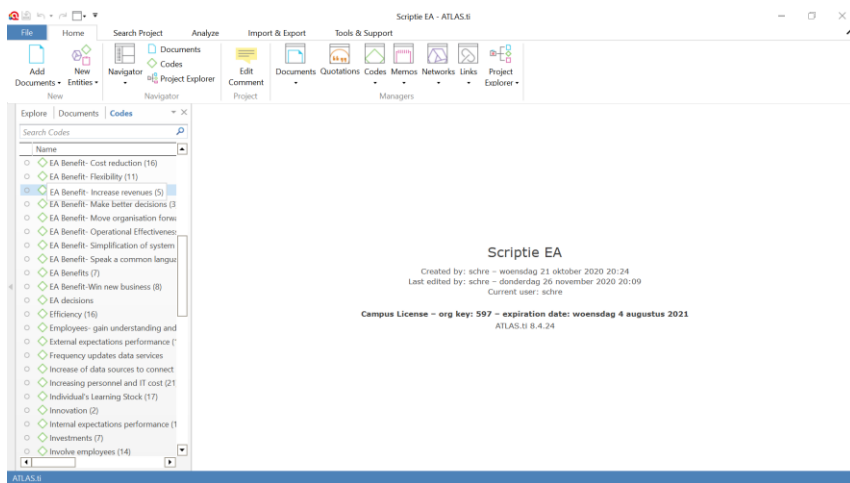 Scriptie EA - ATLAS.ti
File Home Search Project Analyze Import & Export Tools & Support
Add Documents
New Entities
Navigator
Documents
Codes
Project Explorer
Edit Comment
Documents Quotations Codes Memos Networks Links
Project Explorer
New Navigator Project Managers
Explore Documents Codes
Search Codes
Name
EA Benefit- Cost reduction (16)
EA Benefit- Flexibility (11)
EA Benefit- Increase revenues (5)
EA Benefit- Make better decisions (3
EA Benefit- Move organisation forwa
EA Benefit- Operational Effectiveness
EA Benefit- Simplification of system
EA Benefit- Speak a common langua
EA Benefits (7)
EA Benefit-Win new business (8)
EA decisions
Efficiency (16)
Employees- gain understanding and
External expectations performance (
Frequency updates data services
Increase of data sources to connect
Increasing personnel and IT cost (21
Individual's Learning Stock (17)
Innovation (2)
Internal expectations performance (1
Investments (7)
Involve employees (14)
Scriptie EA
Created by: schre – woensdag 21 oktober 2020 20:24
Last edited by: schre – donderdag 26 november 2020 20:09
Current user: schre
Campus License – org key: 597 – expiration date: woensdag 4 augustus 2021
ATLAS.ti 8.4.24
ATLAS.ti